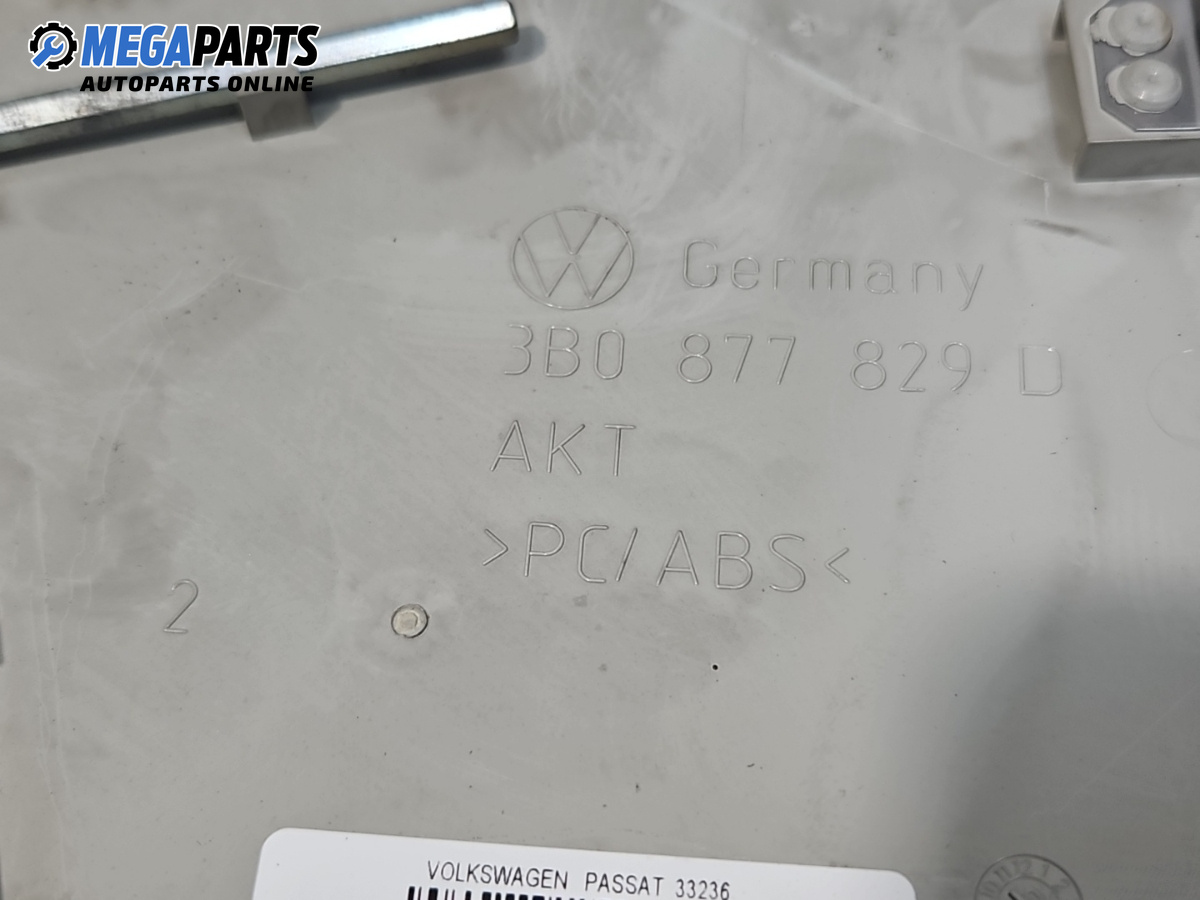 MEGAPARTS
AUTOPARTS ONLINE
Germany
3B0 877 829 D
AKT
>PC/ABS<
2
VOLKSWAGEN PASSAT 33236